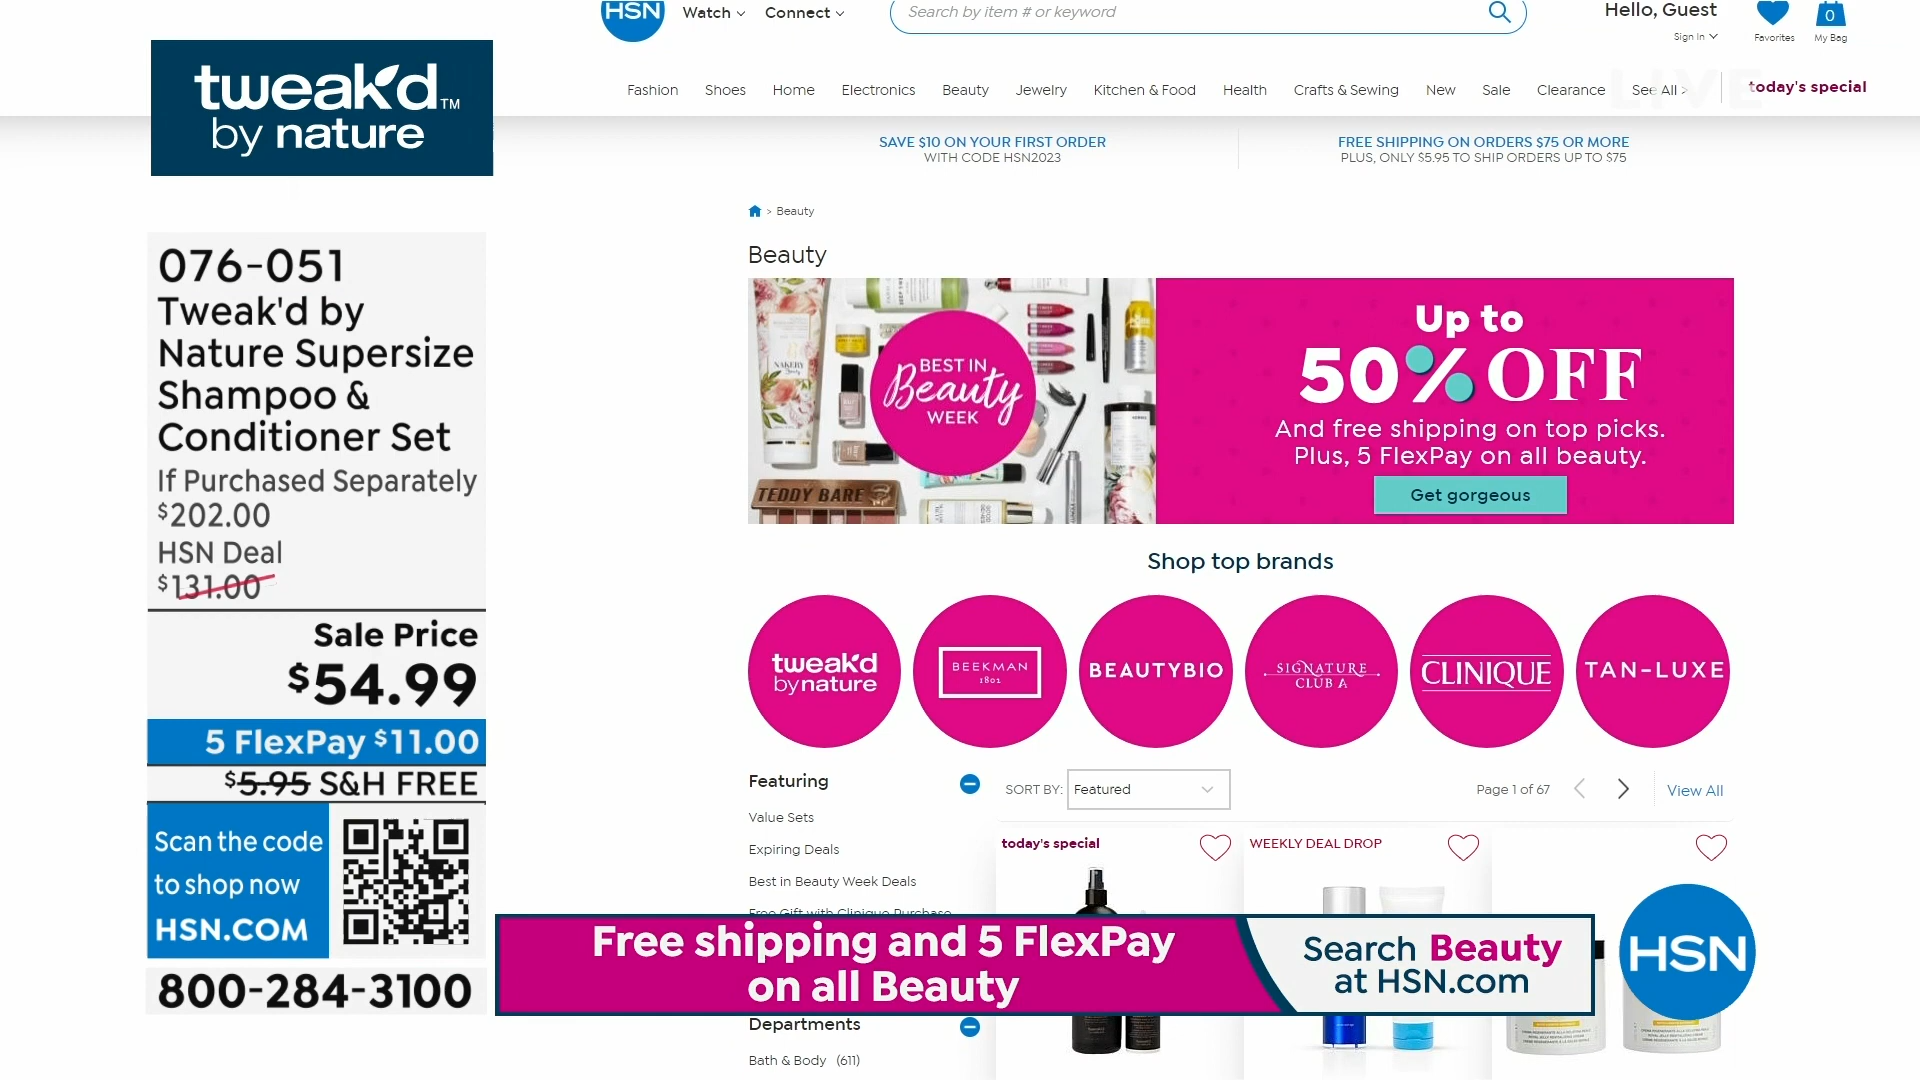 HSN
Watch
Connect
Search by item # or keyword
Hello, Guest
Sign In
Favorites
0
My Bag
tweak'd™
by nature
LIVE
Fashion
Shoes
Home
Electronics
Beauty
Jewelry
Kitchen & Food
Health
Crafts & Sewing
New
Sale
Clearance
See All >
today's special
SAVE $10 ON YOUR FIRST ORDER
WITH CODE HSN2023
FREE SHIPPING ON ORDERS $75 OR MORE
PLUS, ONLY $5.95 TO SHIP ORDERS UP TO $75
> Beauty
Beauty
076-051
Tweak'd by
Nature Supersize
Shampoo &
Conditioner Set
If Purchased Separately
$202.00
HSN Deal
$131.00
Sale Price
$54.99
5 FlexPay $11.00
$5.95 S&H FREE
Scan the code
to shop now
HSN.COM
800-284-3100
NAKERY
BEST IN
Beauty
WEEK
TEDDY BARE
Up to
50% OFF
And free shipping on top picks.
Plus, 5 FlexPay on all beauty.
Get gorgeous
Shop top brands
tweak'd
by nature
BEEKMAN
1802
BEAUTYBIO
SIGNATURE
CLUB A
CLINIQUE
TAN-LUXE
Featuring
Value Sets
Expiring Deals
Best in Beauty Week Deals
Free Gift with Clinique Purchase
SORT BY:
Featured
Page 1 of 67
View All
today's special
WEEKLY DEAL DROP
Free shipping and 5 FlexPay
on all Beauty
Search Beauty
at HSN.com
HSN
Departments
Bath & Body (611)